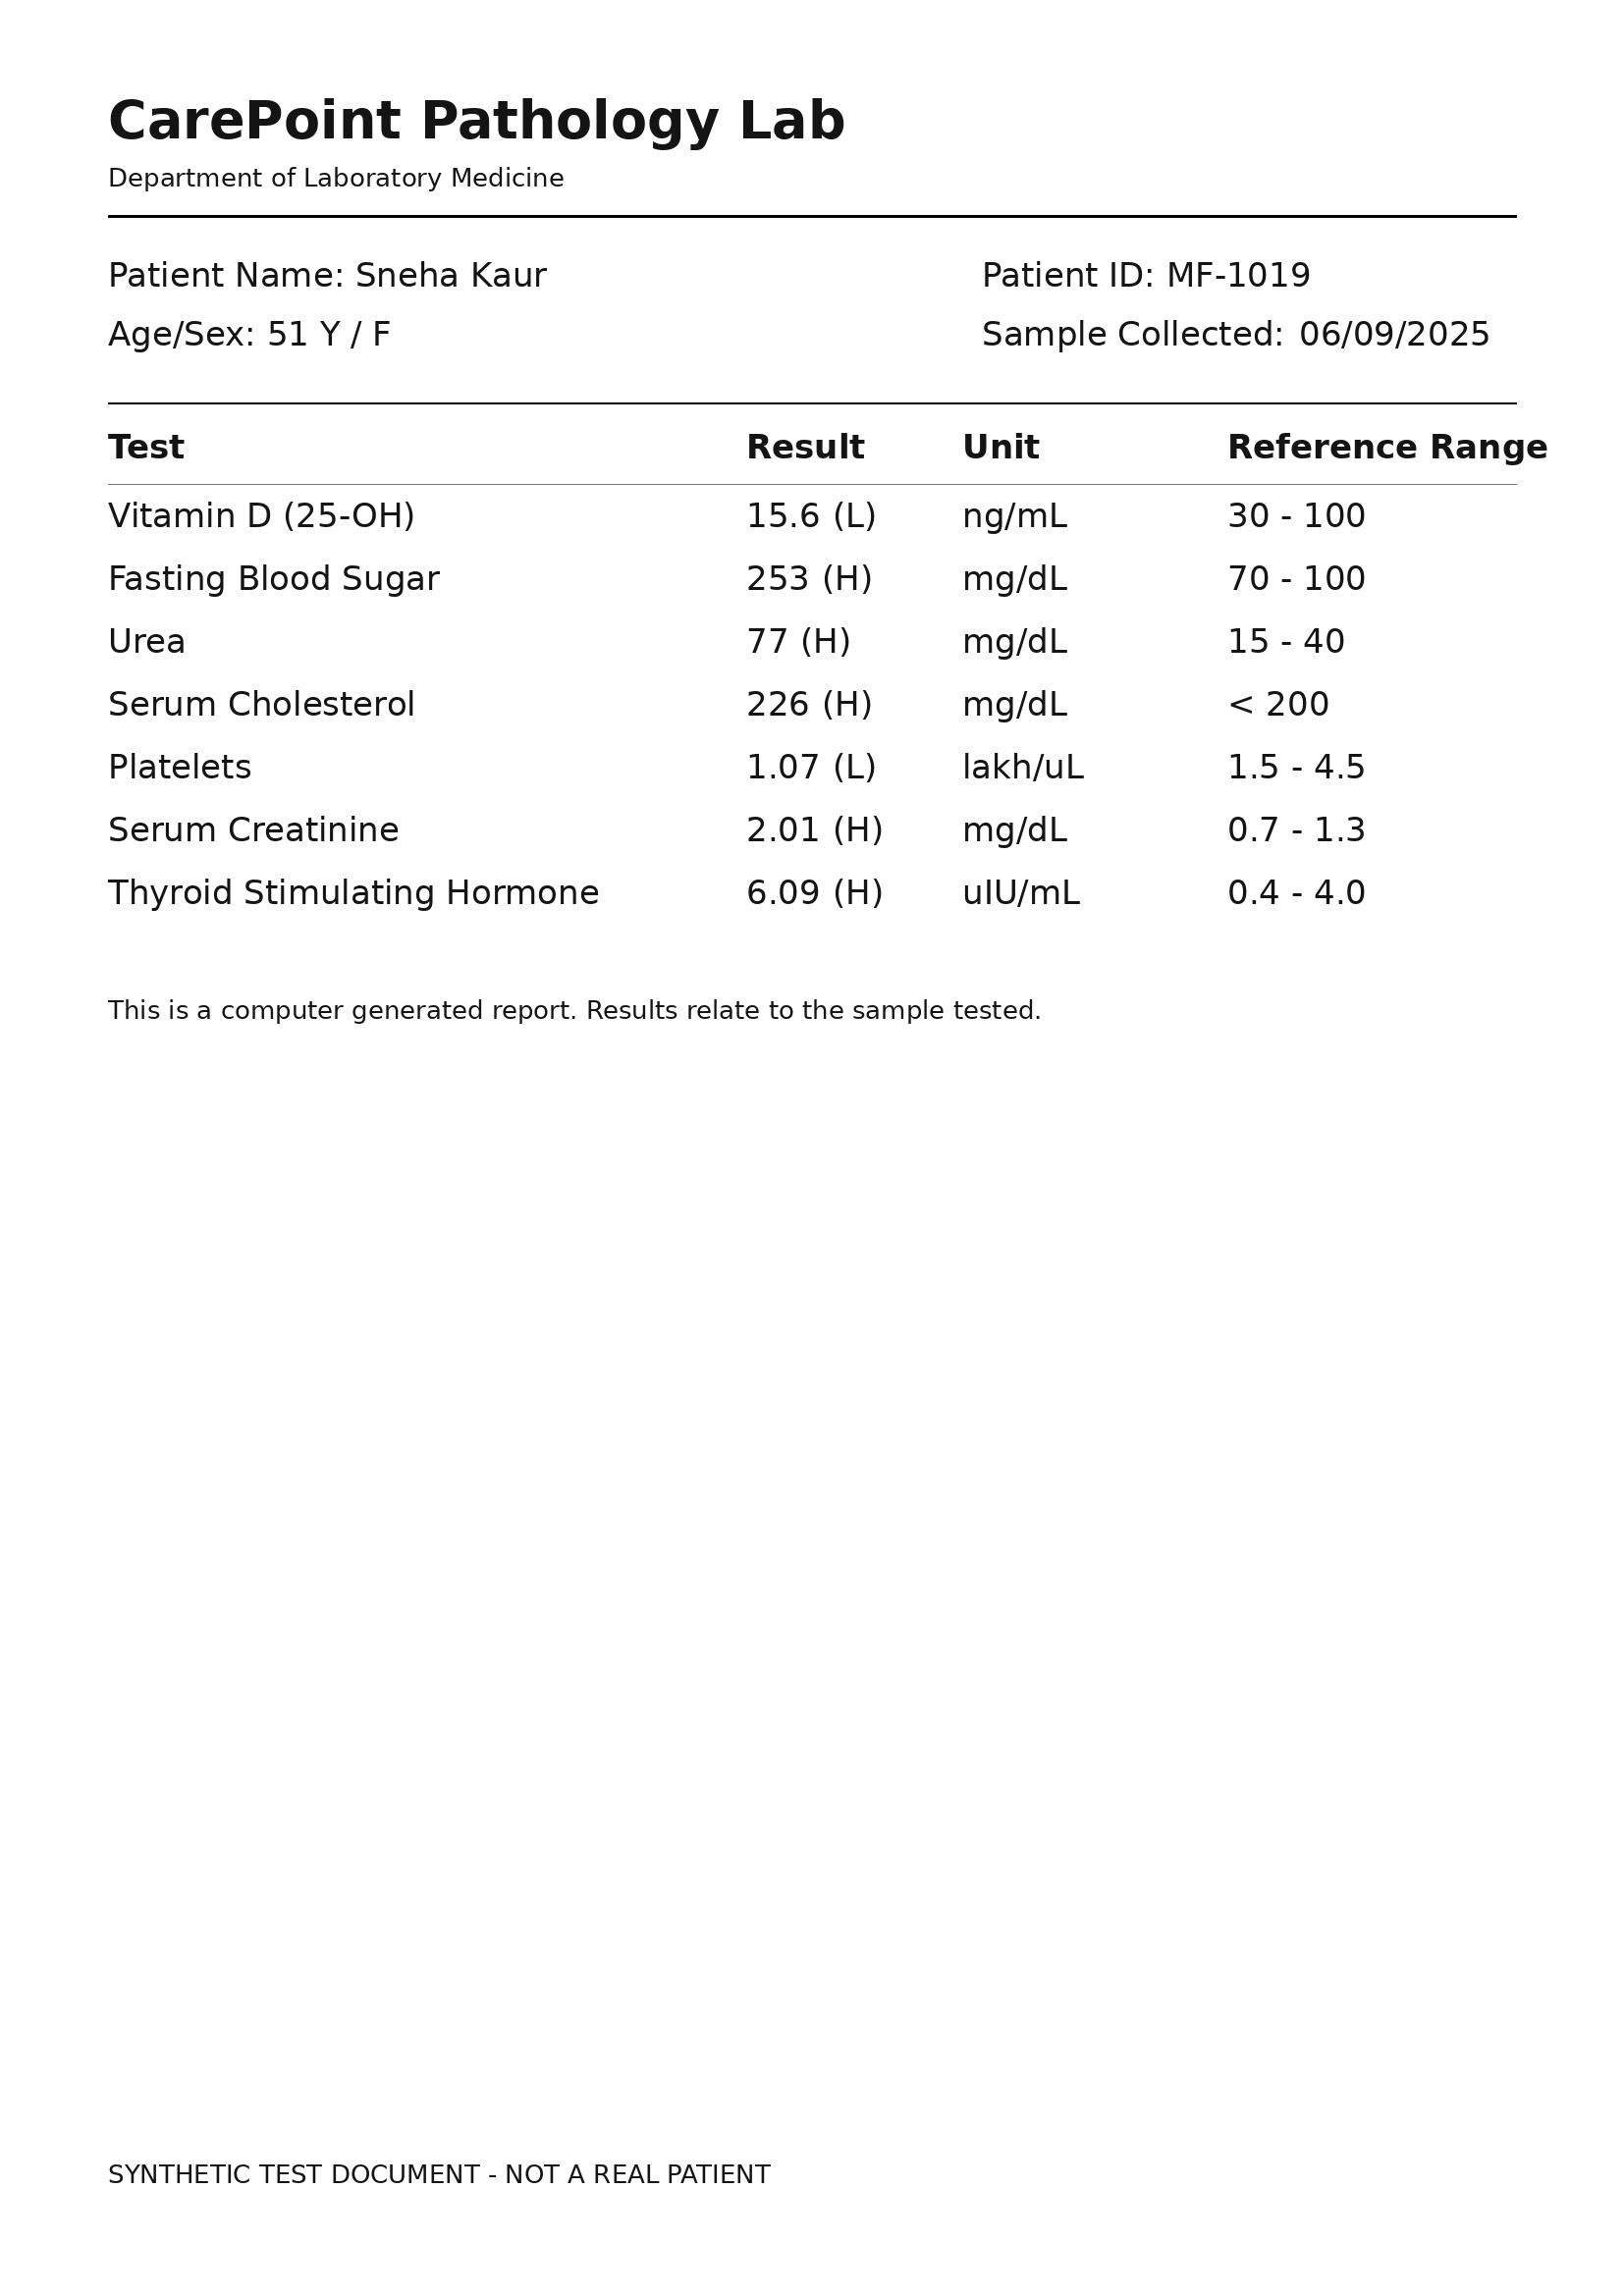 CarePoint Pathology Lab
Department of Laboratory Medicine
Patient Name: Sneha Kaur Patient ID: MF-1019
Age/Sex: 51 Y / F Sample Collected: 06/09/2025
Test Result Unit Reference Range
Vitamin D (25-OH) 15.6 (L) ng/mL 30 - 100
Fasting Blood Sugar 253 (H) mg/dL 70 - 100
Urea 77 (H) mg/dL 15 - 40
Serum Cholesterol 226 (H) mg/dL < 200
Platelets 1.07 (L) lakh/uL 1.5 - 4.5
Serum Creatinine 2.01 (H) mg/dL 0.7 - 1.3
Thyroid Stimulating Hormone 6.09 (H) uIU/mL 0.4 - 4.0
This is a computer generated report. Results relate to the sample tested.
SYNTHETIC TEST DOCUMENT - NOT A REAL PATIENT